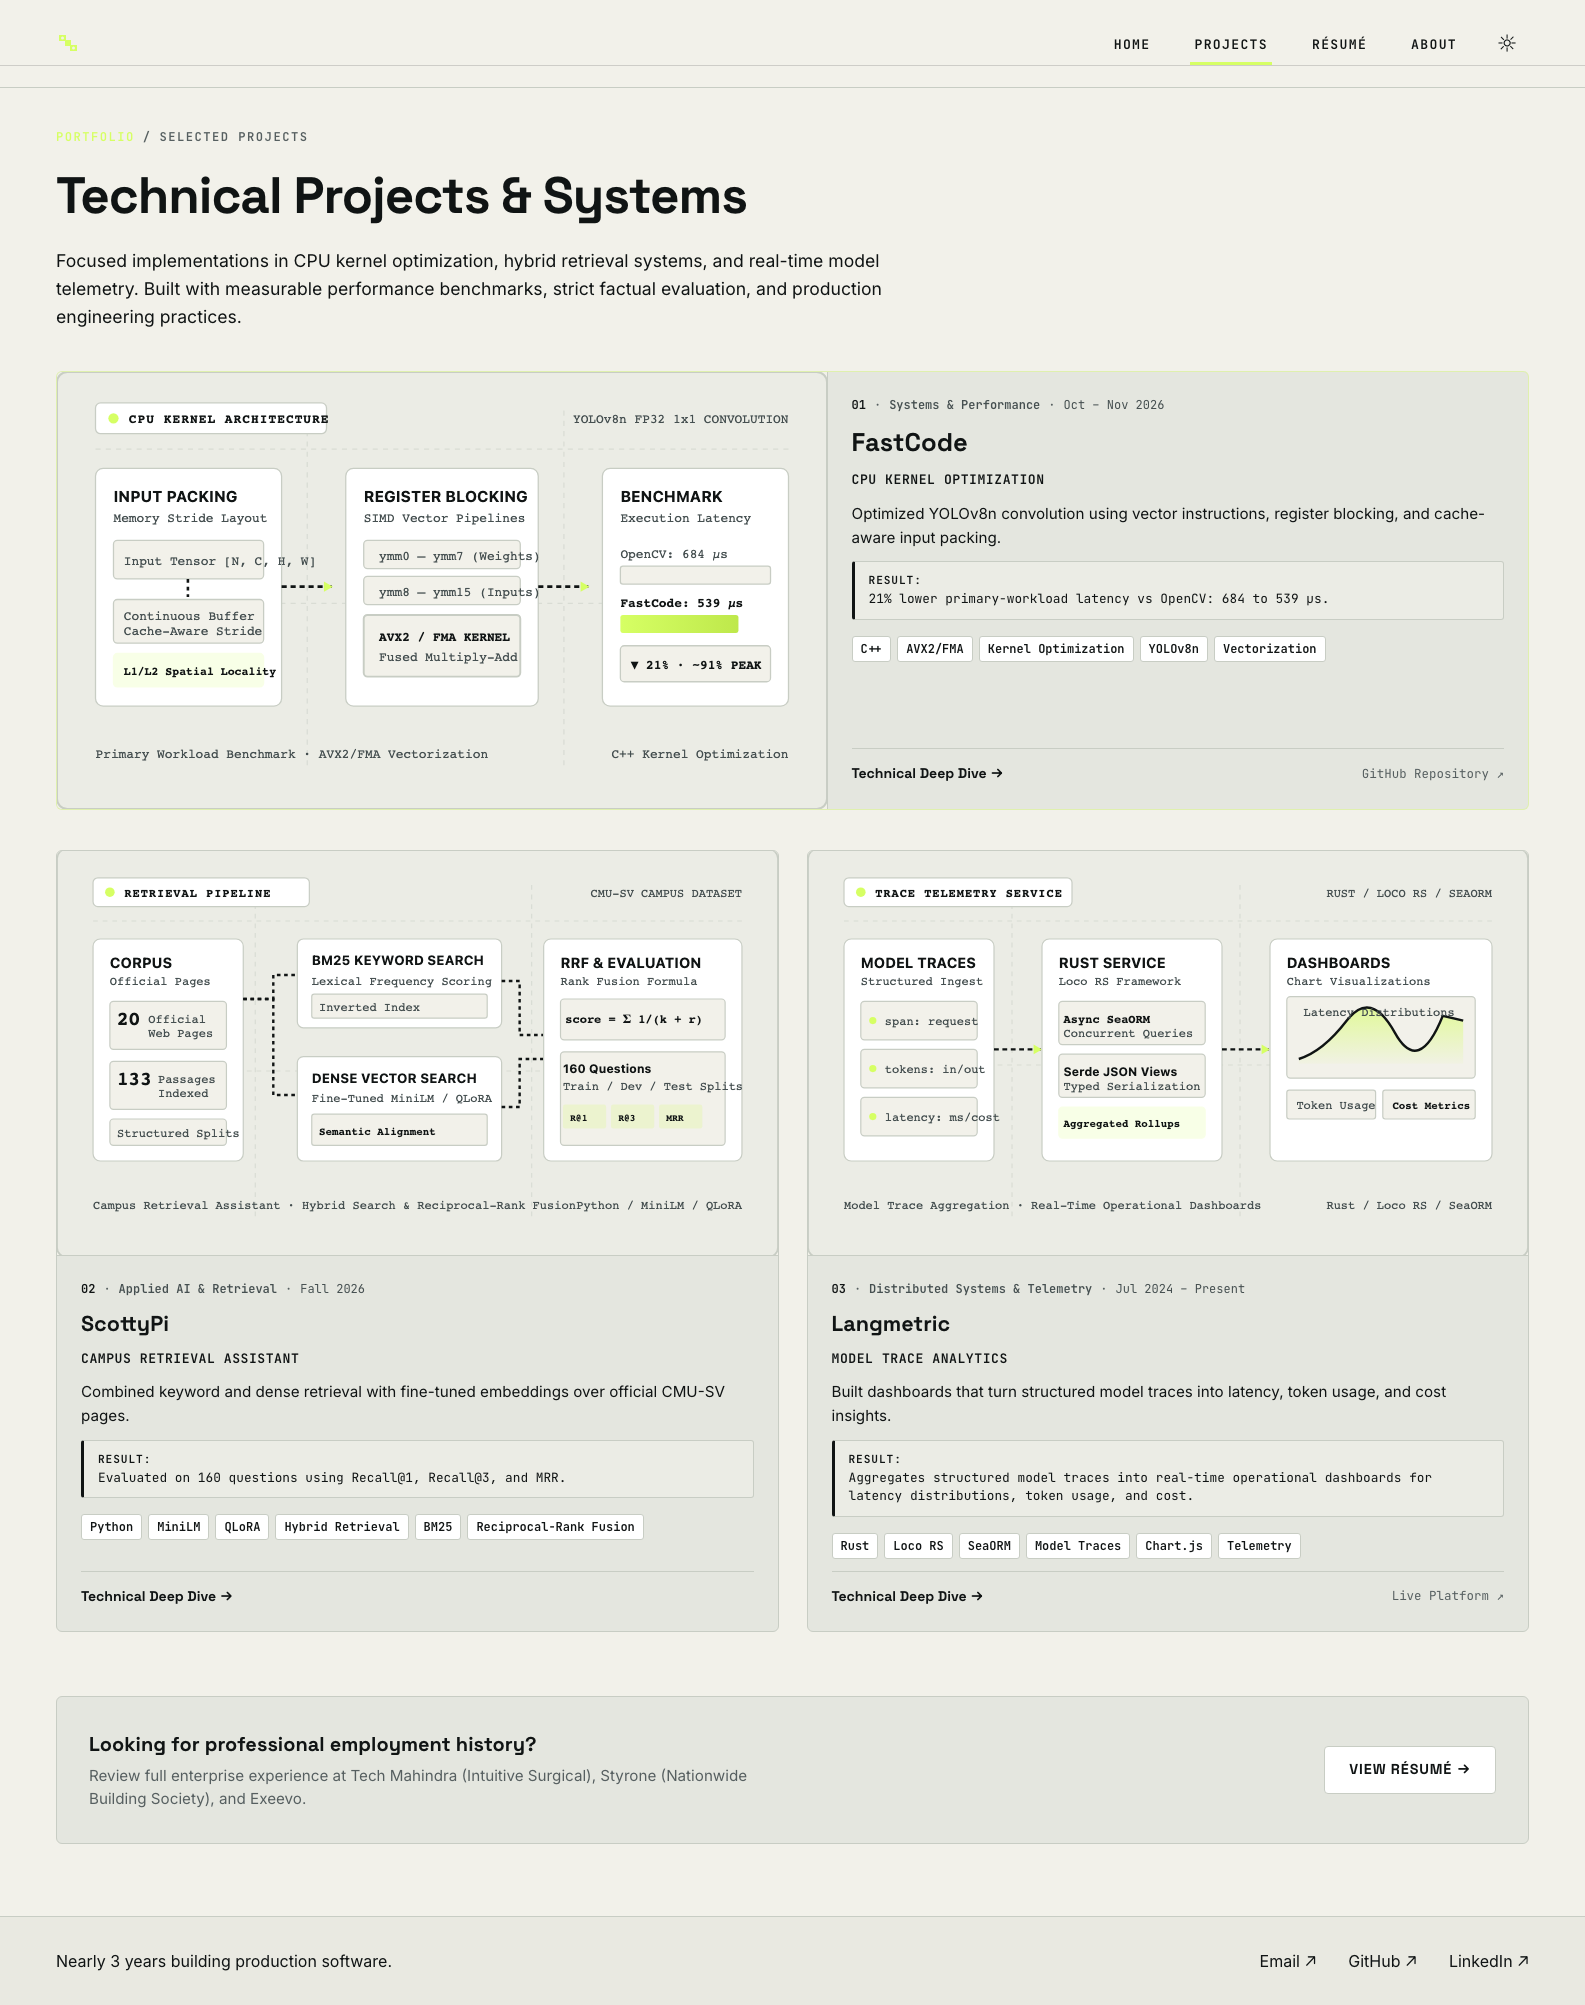 HOME PROJECTS RÉSUMÉ ABOUT
PORTFOLIO / SELECTED PROJECTS
Technical Projects & Systems
Focused implementations in CPU kernel optimization, hybrid retrieval systems, and real-time model
telemetry. Built with measurable performance benchmarks, strict factual evaluation, and production
engineering practices.
CPU KERNEL ARCHITECTURE
YOLOv8n FP32 1x1 CONVOLUTION
INPUT PACKING
Memory Stride Layout
Input Tensor [N, C, H, W]
Continuous Buffer
Cache-Aware Stride
L1/L2 Spatial Locality
REGISTER BLOCKING
SIMD Vector Pipelines
ymm0 — ymm7 (Weights)
ymm8 — ymm15 (Inputs)
AVX2 / FMA KERNEL
Fused Multiply-Add
BENCHMARK
Execution Latency
OpenCV: 684 µs
FastCode: 539 µs
▼ 21% · ~91% PEAK
Primary Workload Benchmark · AVX2/FMA Vectorization
C++ Kernel Optimization
01 · Systems & Performance · Oct – Nov 2026
FastCode
CPU KERNEL OPTIMIZATION
Optimized YOLOv8n convolution using vector instructions, register blocking, and cache-
aware input packing.
RESULT:
21% lower primary-workload latency vs OpenCV: 684 to 539 µs.
C++ AVX2/FMA Kernel Optimization YOLOv8n Vectorization
Technical Deep Dive →
GitHub Repository ↗
RETRIEVAL PIPELINE
CMU-SV CAMPUS DATASET
CORPUS
Official Pages
20 Official
Web Pages
133 Passages
Indexed
Structured Splits
BM25 KEYWORD SEARCH
Lexical Frequency Scoring
Inverted Index
DENSE VECTOR SEARCH
Fine-Tuned MiniLM / QLoRA
Semantic Alignment
RRF & EVALUATION
Rank Fusion Formula
score = Σ 1/(k + r)
160 Questions
Train / Dev / Test Splits
R@1 R@3 MRR
Campus Retrieval Assistant · Hybrid Search & Reciprocal-Rank Fusion
Python / MiniLM / QLoRA
02 · Applied AI & Retrieval · Fall 2026
ScottyPi
CAMPUS RETRIEVAL ASSISTANT
Combined keyword and dense retrieval with fine-tuned embeddings over official CMU-SV
pages.
RESULT:
Evaluated on 160 questions using Recall@1, Recall@3, and MRR.
Python MiniLM QLoRA Hybrid Retrieval BM25 Reciprocal-Rank Fusion
Technical Deep Dive →
TRACE TELEMETRY SERVICE
RUST / LOCO RS / SEAORM
MODEL TRACES
Structured Ingest
span: request
tokens: in/out
latency: ms/cost
RUST SERVICE
Loco RS Framework
Async SeaORM
Concurrent Queries
Serde JSON Views
Typed Serialization
Aggregated Rollups
DASHBOARDS
Chart Visualizations
Latency Distributions
Token Usage Cost Metrics
Model Trace Aggregation · Real-Time Operational Dashboards
Rust / Loco RS / SeaORM
03 · Distributed Systems & Telemetry · Jul 2024 – Present
Langmetric
MODEL TRACE ANALYTICS
Built dashboards that turn structured model traces into latency, token usage, and cost
insights.
RESULT:
Aggregates structured model traces into real-time operational dashboards for
latency distributions, token usage, and cost.
Rust Loco RS SeaORM Model Traces Chart.js Telemetry
Technical Deep Dive →
Live Platform ↗
Looking for professional employment history?
Review full enterprise experience at Tech Mahindra (Intuitive Surgical), Styrone (Nationwide
Building Society), and Exeevo.
VIEW RÉSUMÉ →
Nearly 3 years building production software.
Email ↗ GitHub ↗ LinkedIn ↗